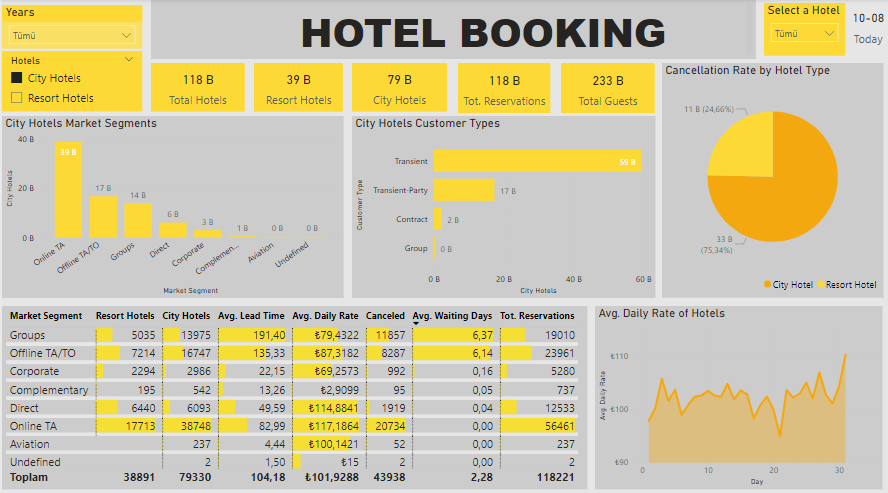 Years
Tümü
Hotels
City Hotels
Resort Hotels
HOTEL BOOKING
Select a Hotel
Tümü
10-08
Today
118 B
Total Hotels
39 B
Resort Hotels
79 B
City Hotels
118 B
Tot. Reservations
233 B
Total Guests
City Hotels Market Segments
City Hotels
40 B
20 B
0 B
39 B
17 B
14 B
6 B
3 B
1 B
0 B
0 B
Online TA
Offline TA/TO
Groups
Direct
Corporate
Complemen...
Aviation
Undefined
Market Segment
City Hotels Customer Types
Customer Type
Transient 59 B
Transient-Party 17 B
Contract 2 B
Group 0 B
0 B 20 B 40 B 60 B
City Hotels
Cancellation Rate by Hotel Type
11 B (24,66%)
33 B
(75,34%)
City Hotel Resort Hotel
Market Segment Resort Hotels City Hotels Avg. Lead Time Avg. Daily Rate Canceled Avg. Waiting Days Tot. Reservations
Groups 5035 13975 191,40 ₺79,4322 11857 6,37 19010
Offline TA/TO 7214 16747 135,33 ₺87,3182 8287 6,14 23961
Corporate 2294 2986 22,15 ₺69,2573 992 0,16 5280
Complementary 195 542 13,26 ₺2,9099 95 0,05 737
Direct 6440 6093 49,59 ₺114,8841 1919 0,04 12533
Online TA 17713 38748 82,99 ₺117,1864 20734 0,00 56461
Aviation 237 4,44 ₺100,1421 52 0,00 237
Undefined 2 1,50 ₺15 2 0,00 2
Toplam 38891 79330 104,18 ₺101,9288 43938 2,28 118221
Avg. Daily Rate of Hotels
Avg. Daily Rate
₺110
₺100
₺90
0 10 20 30
Day